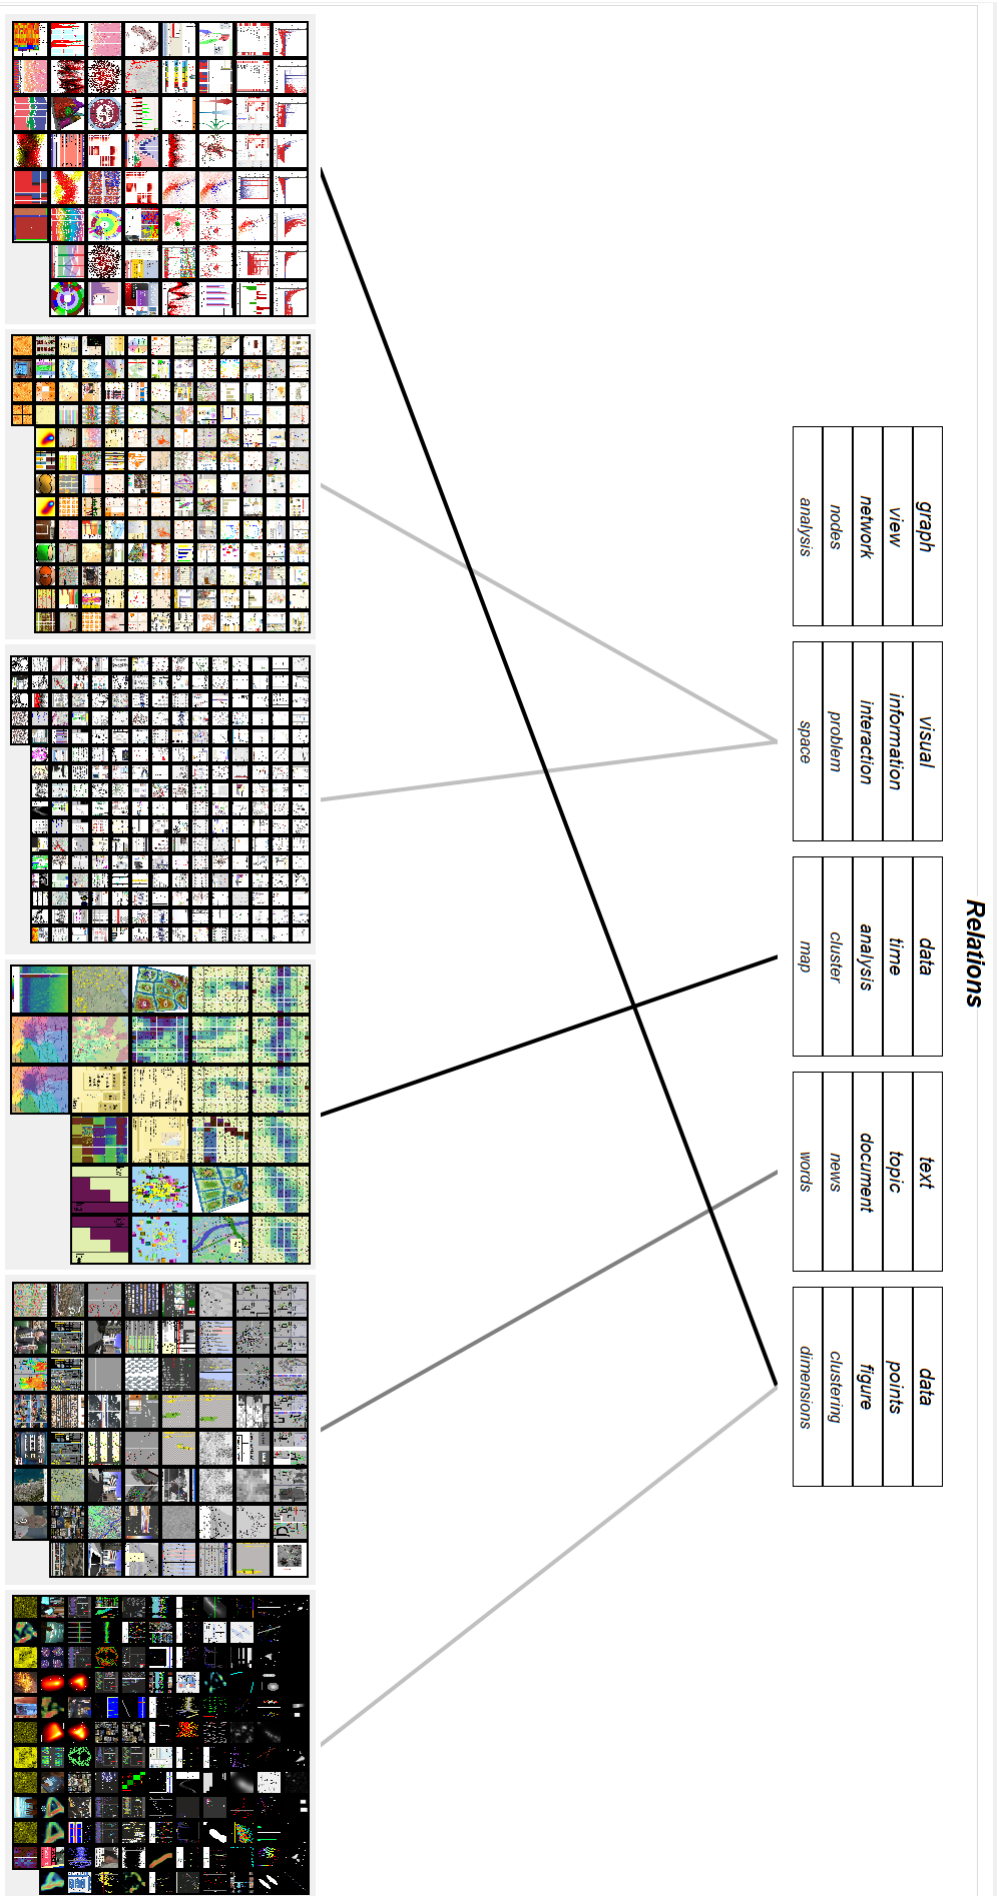 Relations
graph
view
network
nodes
analysis
visual
information
interaction
problem
space
data
time
analysis
cluster
map
text
topic
document
news
words
data
points
figure
clustering
dimensions